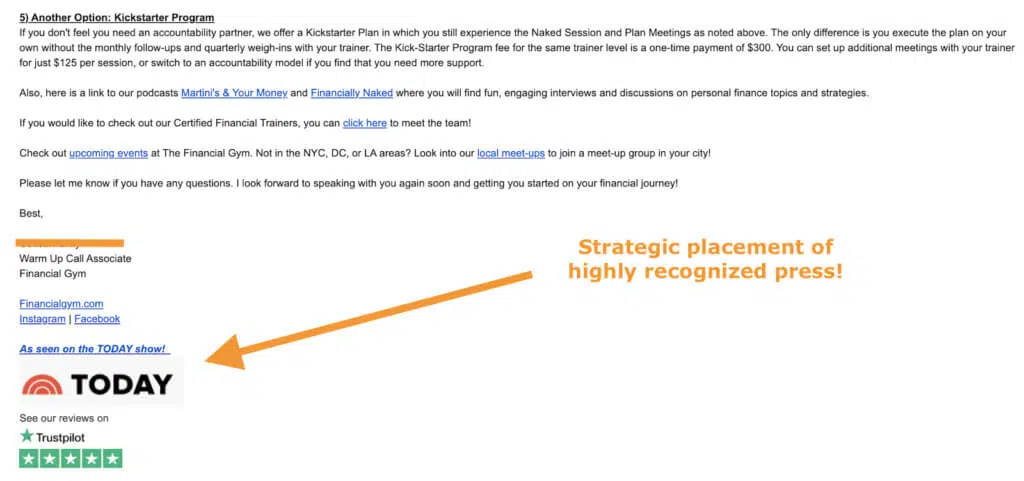 5) Another Option: Kickstarter Program
If you don't feel you need an accountability partner, we offer a Kickstarter Plan in which you still experience the Naked Session and Plan Meetings as noted above. The only difference is you execute the plan on your
own without the monthly follow-ups and quarterly weigh-ins with your trainer. The Kick-Starter Program fee for the same trainer level is a one-time payment of $300. You can set up additional meetings with your trainer
for just $125 per session, or switch to an accountability model if you find that you need more support.
Also, here is a link to our podcasts Martini's & Your Money and Financially Naked where you will find fun, engaging interviews and discussions on personal finance topics and strategies.
If you would like to check out our Certified Financial Trainers, you can click here to meet the team!
Check out upcoming events at The Financial Gym. Not in the NYC, DC, or LA areas? Look into our local meet-ups to join a meet-up group in your city!
Please let me know if you have any questions. I look forward to speaking with you again soon and getting you started on your financial journey!
Best,
Warm Up Call Associate
Financial Gym
Financialgym.com
Instagram | Facebook
As seen on the TODAY show!
TODAY
See our reviews on
Trustpilot
Strategic placement of
highly recognized press!